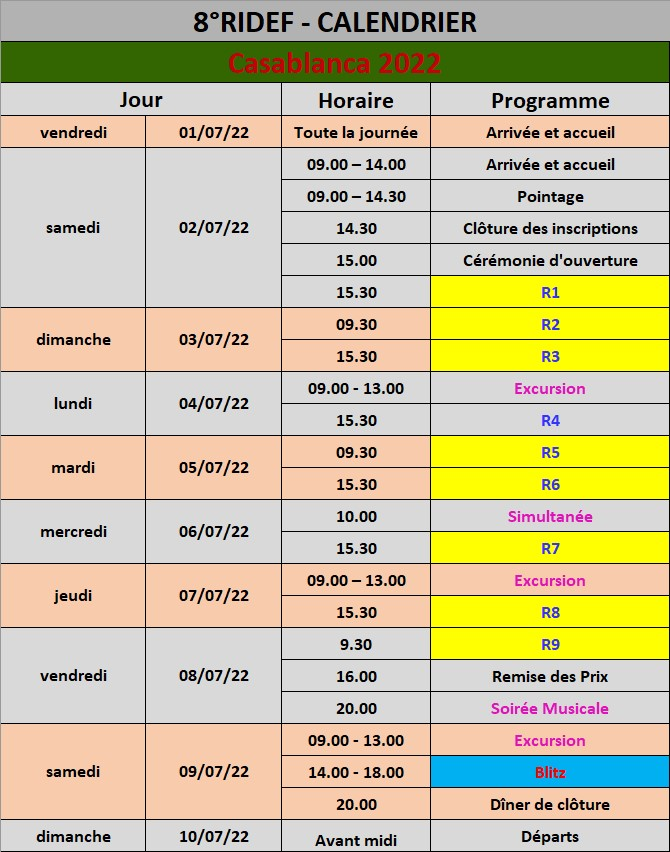 8°RIDEF - CALENDRIER
Casablanca 2022
Jour Horaire Programme
vendredi 01/07/22 Toute la journée Arrivée et accueil
samedi 02/07/22 09.00 – 14.00 Arrivée et accueil
09.00 – 14.30 Pointage
14.30 Clôture des inscriptions
15.00 Cérémonie d'ouverture
15.30 R1
dimanche 03/07/22 09.30 R2
15.30 R3
lundi 04/07/22 09.00 - 13.00 Excursion
15.30 R4
mardi 05/07/22 09.30 R5
15.30 R6
mercredi 06/07/22 10.00 Simultanée
15.30 R7
jeudi 07/07/22 09.00 – 13.00 Excursion
15.30 R8
vendredi 08/07/22 9.30 R9
16.00 Remise des Prix
20.00 Soirée Musicale
samedi 09/07/22 09.00 - 13.00 Excursion
14.00 - 18.00 Blitz
20.00 Dîner de clôture
dimanche 10/07/22 Avant midi Départs